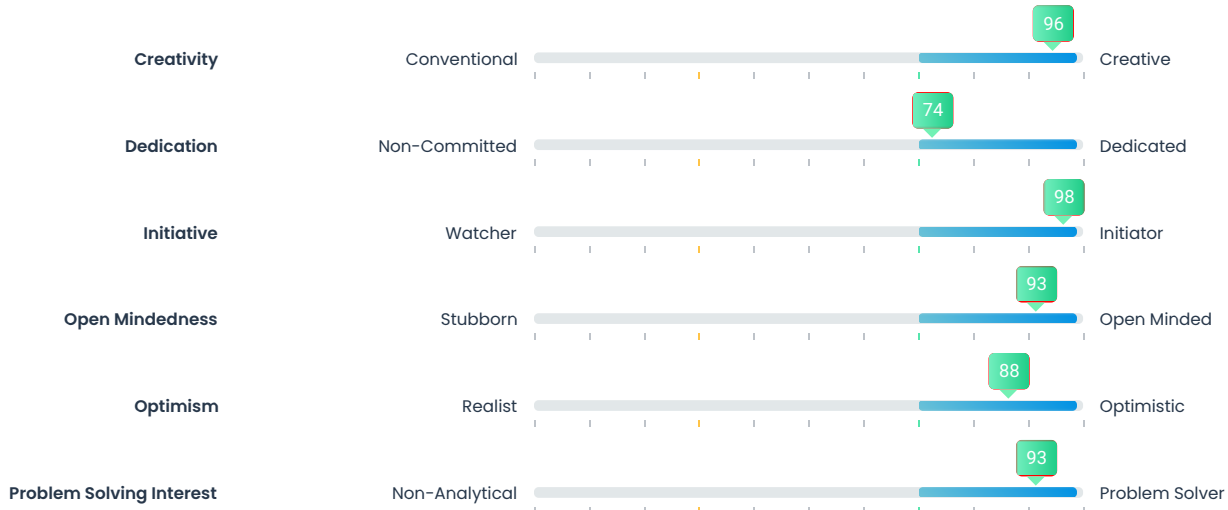 96
Creativity Conventional Creative
74
Dedication Non-Committed Dedicated
98
Initiative Watcher Initiator
93
Open Mindedness Stubborn Open Minded
88
Optimism Realist Optimistic
93
Problem Solving Interest Non-Analytical Problem Solver